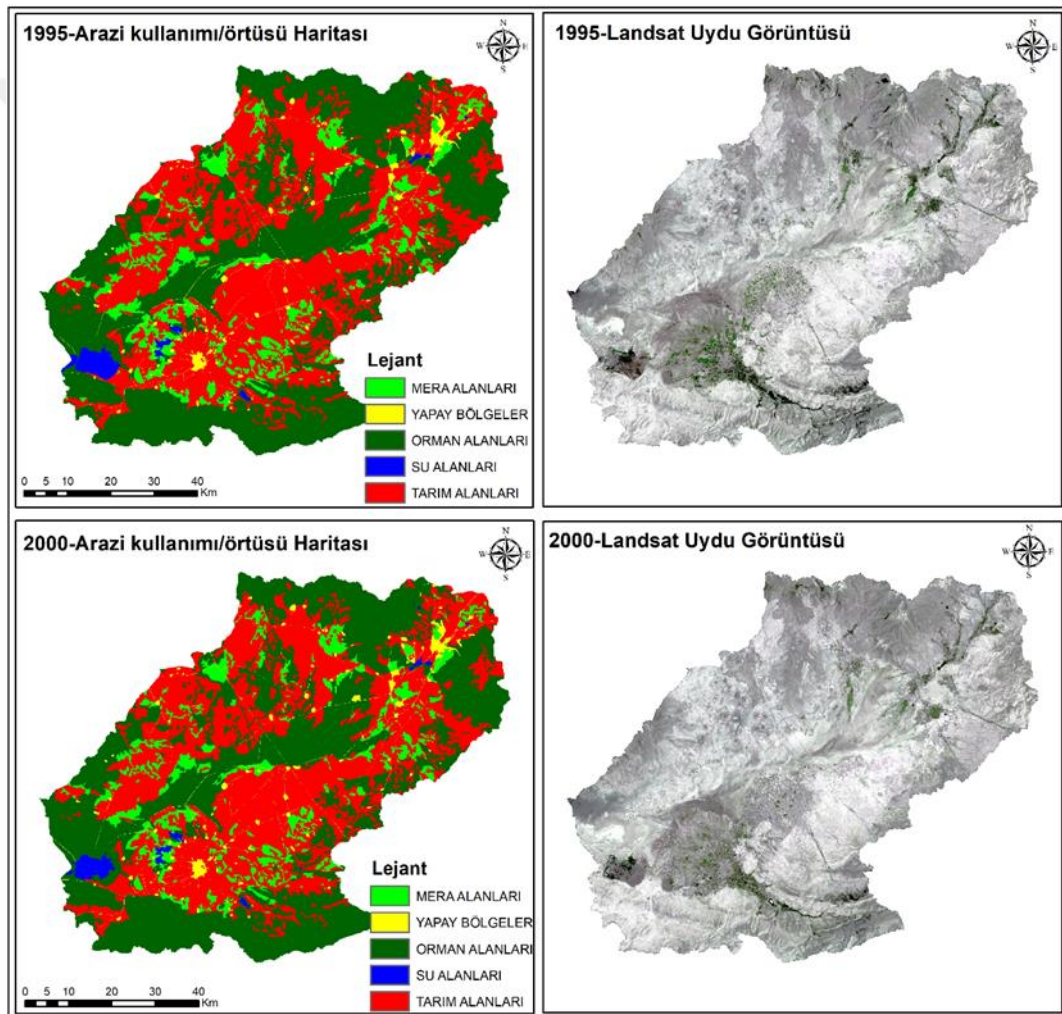 1995-Arazi kullanımı/örtüsü Haritası
N
W E
S
Lejant
MERA ALANLARI
YAPAY BÖLGELER
ORMAN ALANLARI
SU ALANLARI
TARIM ALANLARI
0 5 10 20 30 40
Km
1995-Landsat Uydu Görüntüsü
N
W E
S
2000-Arazi kullanımı/örtüsü Haritası
N
W E
S
Lejant
MERA ALANLARI
YAPAY BÖLGELER
ORMAN ALANLARI
SU ALANLARI
TARIM ALANLARI
0 5 10 20 30 40
Km
2000-Landsat Uydu Görüntüsü
N
W E
S